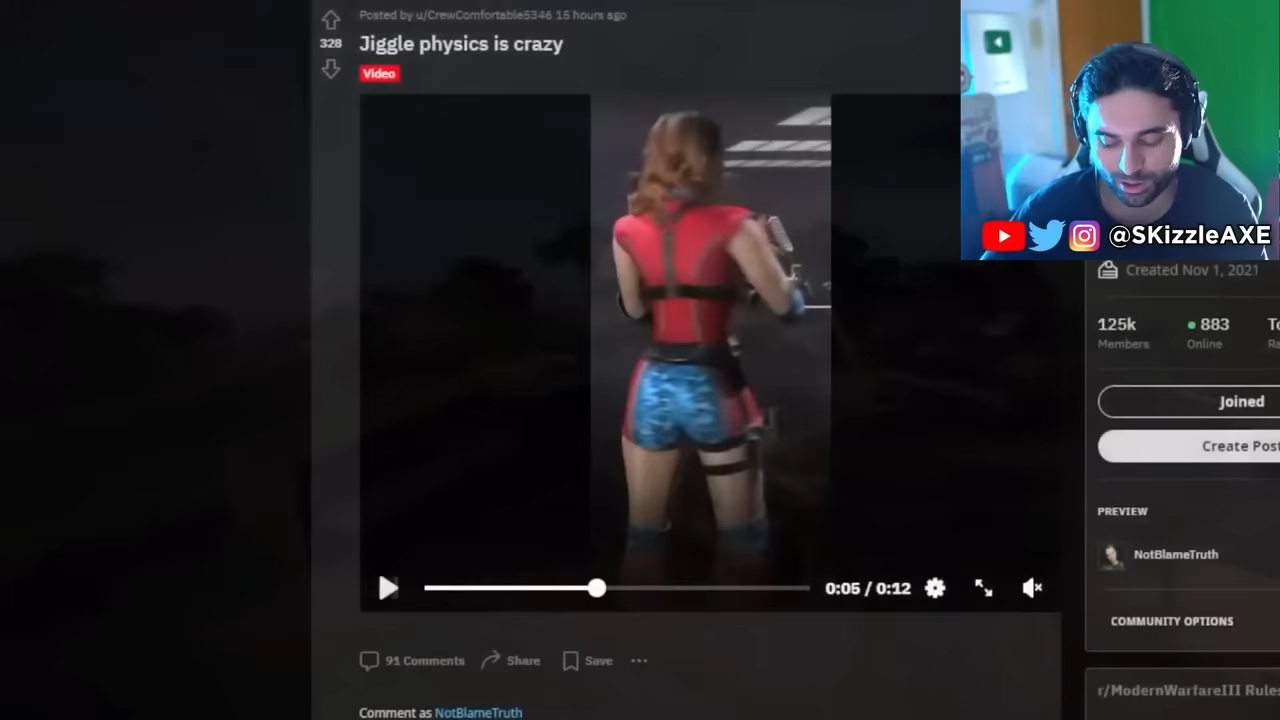 Posted by u/CrewComfortable5346 15 hours ago
328
Jiggle physics is crazy
Video
@SKizzleAXE
Created Nov 1, 2021
125k
883
Members
Online
Joined
Create Post
PREVIEW
NotBlameTruth
0:05 / 0:12
COMMUNITY OPTIONS
91 Comments
Share
Save
r/ModernWarfareIII Rules
Comment as NotBlameTruth